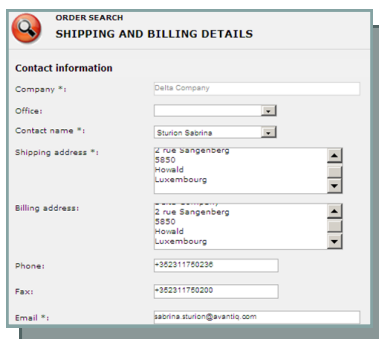 ORDER SEARCH
SHIPPING AND BILLING DETAILS
Contact information
Company *:
Delta Company
Office:
Contact name *:
Sturion Sabrina
Shipping address *:
2 rue Sangenberg
5850
Howald
Luxembourg
Billing address:
Delta Company
2 rue Sangenberg
5850
Howald
Luxembourg
Phone:
+352311750236
Fax:
+352311750200
Email *:
sabrina.sturion@avantiq.com